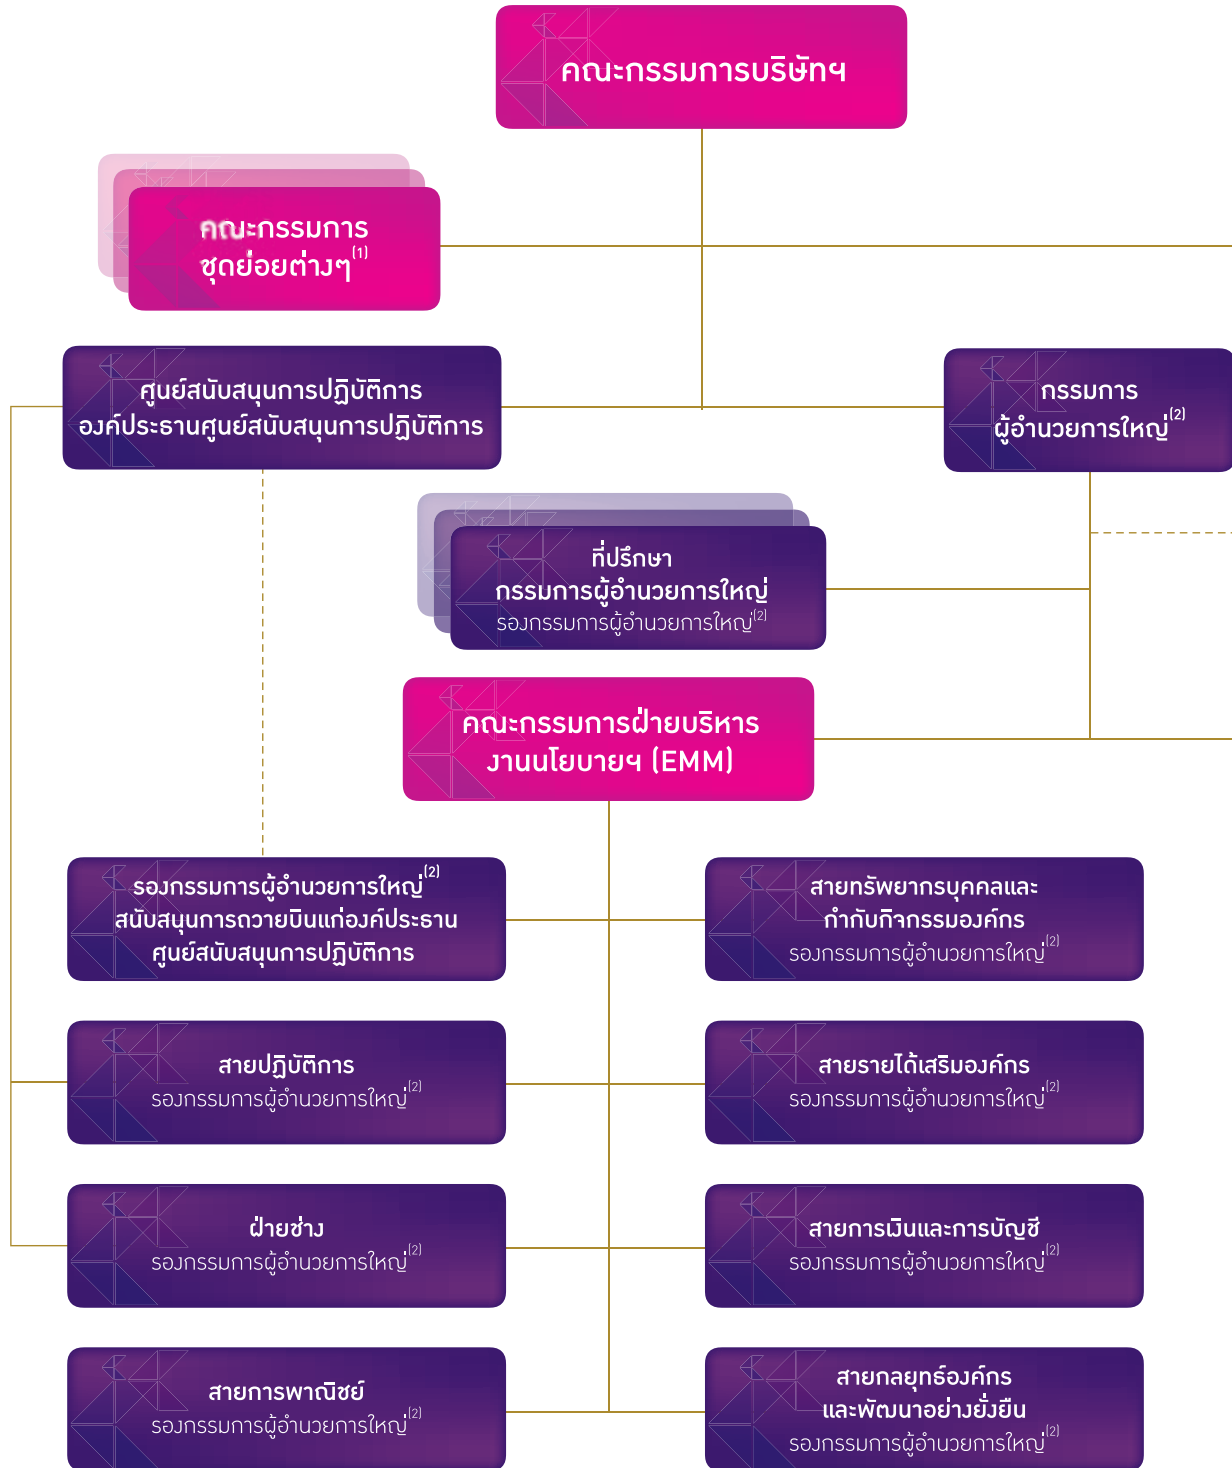 คณะกรรมการบริษัทฯ
คณะกรรมการ
ชุดย่อยต่างๆ(1)
ศูนย์สนับสนุนการปฏิบัติการ
องค์ประธานศูนย์สนับสนุนการปฏิบัติการ
กรรมการ
ผู้อำนวยการใหญ่(2)
ที่ปรึกษา
กรรมการผู้อำนวยการใหญ่
รองกรรมการผู้อำนวยการใหญ่(2)
คณะกรรมการฝ่ายบริหาร
งานนโยบายฯ (EMM)
รองกรรมการผู้อำนวยการใหญ่(2)
สนับสนุนการถวายบินแก่องค์ประธาน
ศูนย์สนับสนุนการปฏิบัติการ
สายทรัพยากรบุคคลและ
กำกับกิจกรรมองค์กร
รองกรรมการผู้อำนวยการใหญ่(2)
สายปฏิบัติการ
รองกรรมการผู้อำนวยการใหญ่(2)
สายรายได้เสริมองค์กร
รองกรรมการผู้อำนวยการใหญ่(2)
ฝ่ายช่าง
รองกรรมการผู้อำนวยการใหญ่(2)
สายการเงินและการบัญชี
รองกรรมการผู้อำนวยการใหญ่(2)
สายการพาณิชย์
รองกรรมการผู้อำนวยการใหญ่(2)
สายกลยุทธ์องค์กร
และพัฒนาอย่างยั่งยืน
รองกรรมการผู้อำนวยการใหญ่(2)